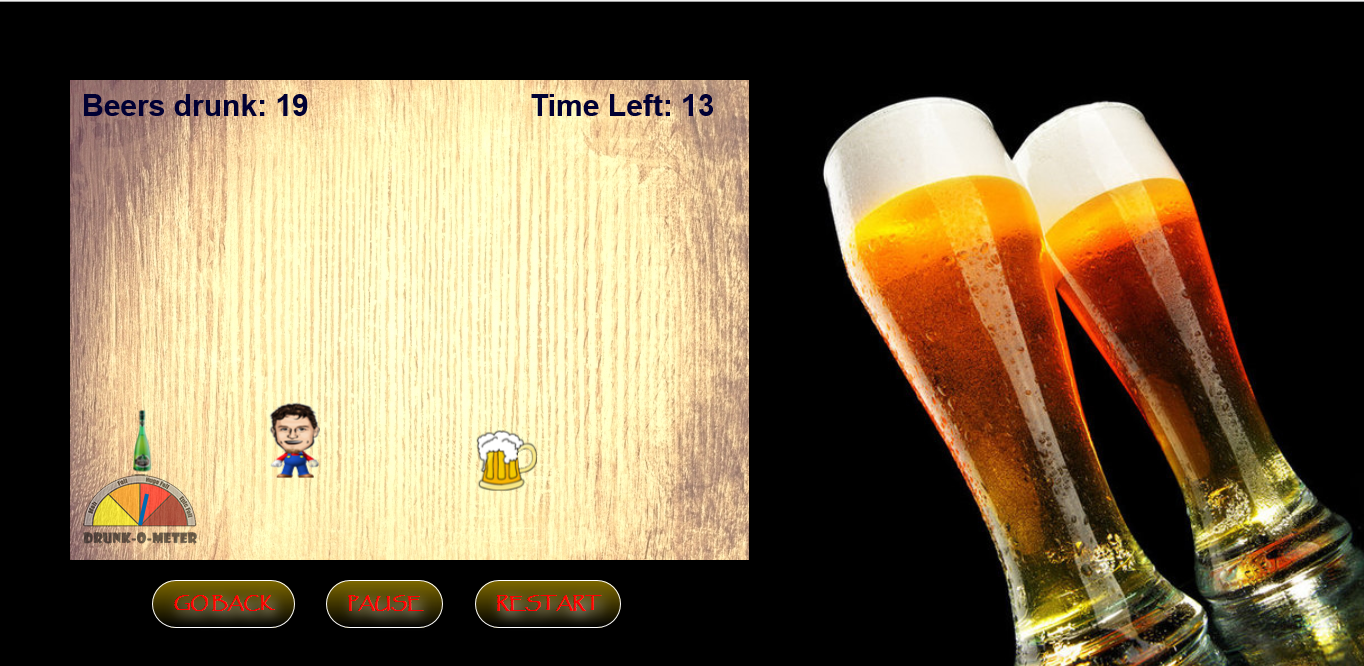 Beers drunk: 19
Time Left: 13
DRUNK-O-METER
GO BACK
PAUSE
RESTART